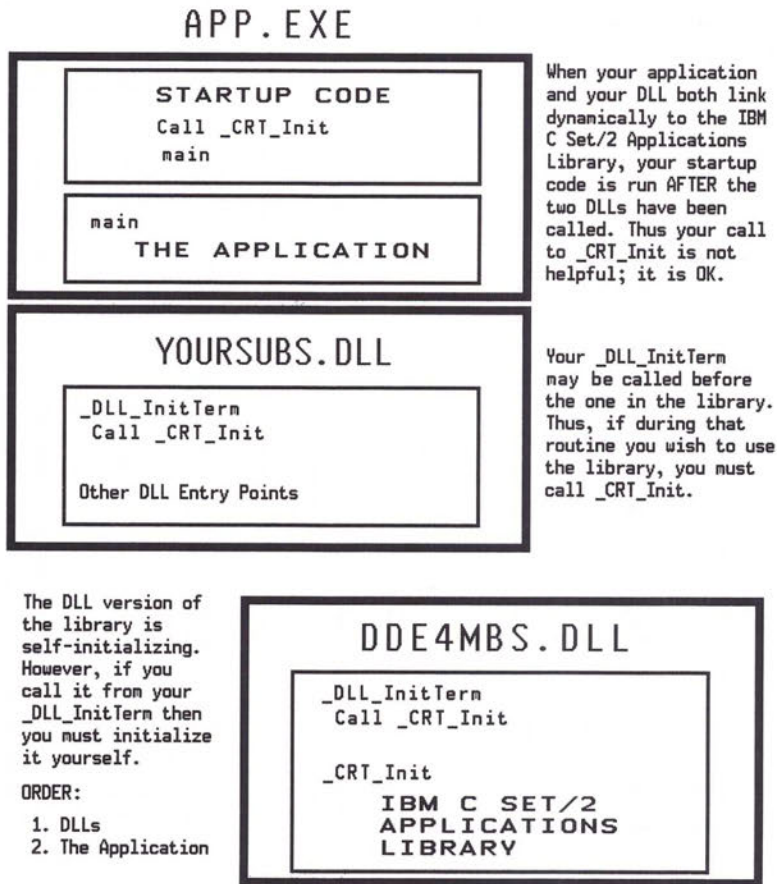 APP.EXE
STARTUP CODE
Call _CRT_Init
main
main
THE APPLICATION
When your application
and your DLL both link
dynamically to the IBM
C Set/2 Applications
Library, your startup
code is run AFTER the
two DLLs have been
called. Thus your call
to _CRT_Init is not
helpful; it is OK.
YOURSUBS.DLL
_DLL_InitTerm
Call _CRT_Init
Other DLL Entry Points
Your _DLL_InitTerm
may be called before
the one in the library.
Thus, if during that
routine you wish to use
the library, you must
call _CRT_Init.
The DLL version of
the library is
self-initializing.
However, if you
call it from your
_DLL_InitTerm then
you must initialize
it yourself.
ORDER:
1. DLLs
2. The Application
DDE4MBS.DLL
_DLL_InitTerm
Call _CRT_Init
_CRT_Init
IBM C SET/2
APPLICATIONS
LIBRARY